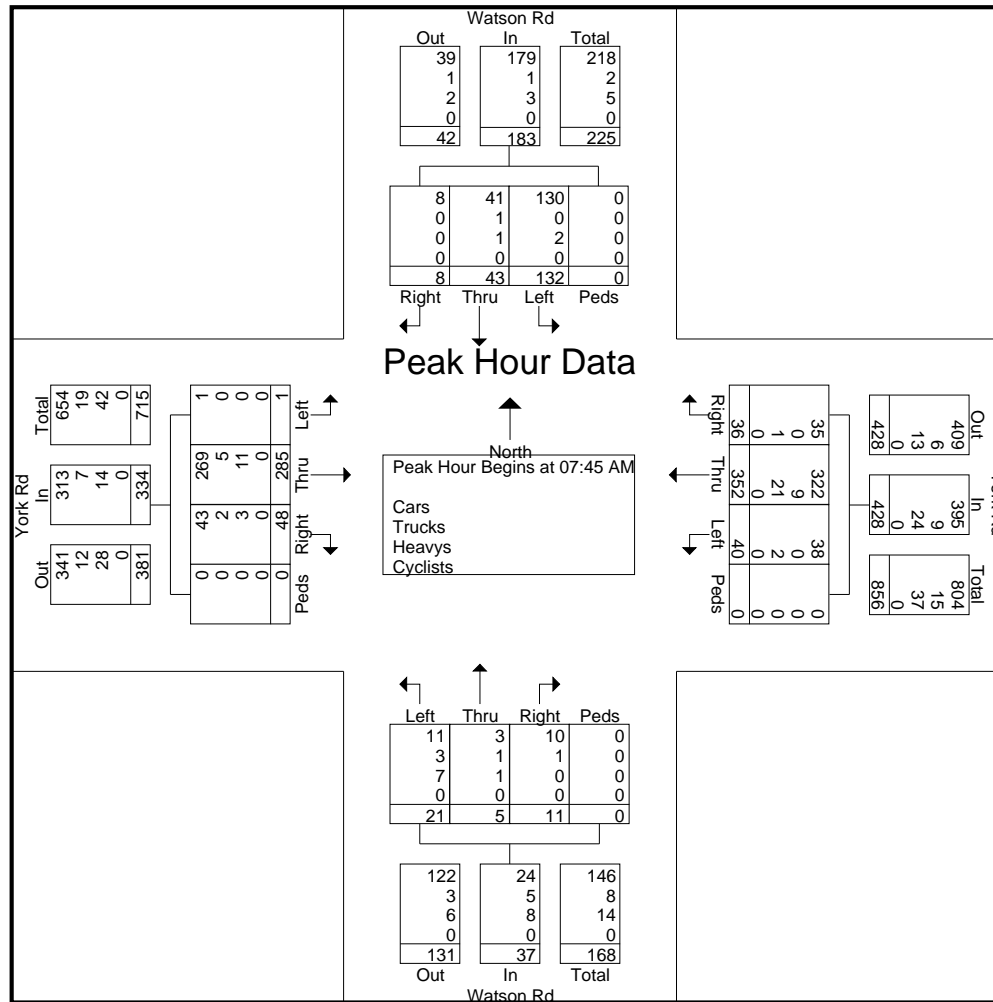 Watson Rd
Out In Total
39 179 218
1 1 2
2 3 5
0 0 0
42 183 225
8 41 130 0
0 1 0 0
0 1 2 0
0 0 0 0
8 43 132 0
Right Thru Left Peds
Peak Hour Data
York Rd
Out In Total
341 313 654
12 7 19
28 14 42
0 0 0
381 334 715
0 43 269 1
0 2 5 0
0 3 11 0
0 0 0 0
0 48 285 1
Peds Right Thru Left
North
Peak Hour Begins at 07:45 AM
Cars
Trucks
Heavys
Cyclists
Out In Total
409 395 804
6 9 15
13 24 37
0 0 0
428 428 856
35 322 38 0
0 9 0 0
1 21 2 0
0 0 0 0
36 352 40 0
Right Thru Left Peds
Left Thru Right Peds
11 3 10 0
3 1 1 0
7 1 0 0
0 0 0 0
21 5 11 0
122 24 146
3 5 8
6 8 14
0 0 0
131 37 168
Out In Total
Watson Rd